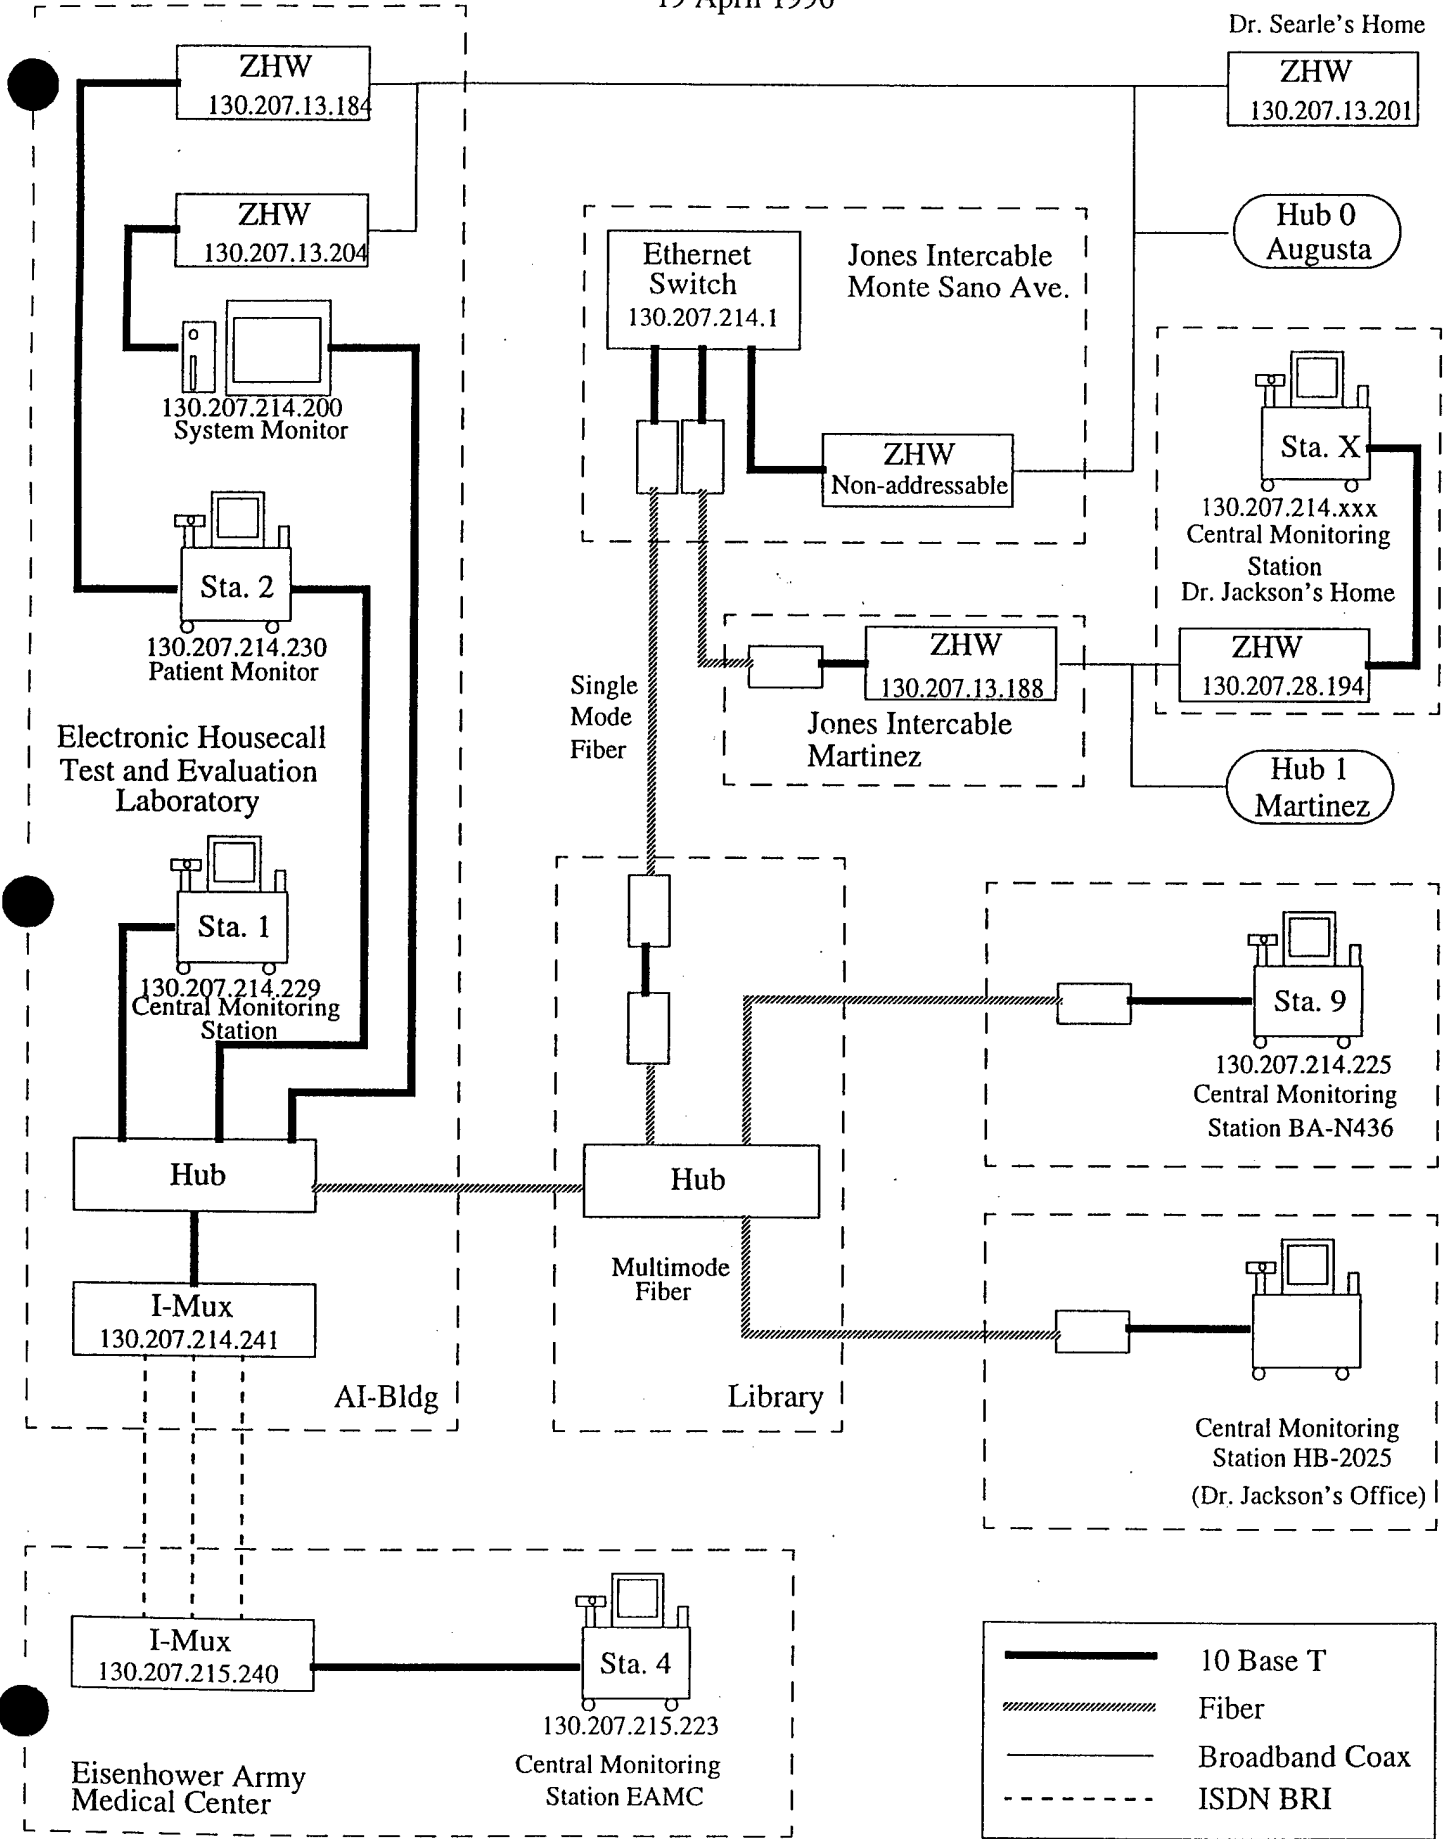 19 April 1996
Dr. Searle's Home
ZHW
130.207.13.184
ZHW
130.207.13.201
ZHW
130.207.13.204
Hub 0
Augusta
Ethernet
Switch
130.207.214.1
Jones Intercable
Monte Sano Ave.
130.207.214.200
System Monitor
ZHW
Non-addressable
Sta. X
130.207.214.xxx
Central Monitoring
Station
Dr. Jackson's Home
Sta. 2
130.207.214.230
Patient Monitor
ZHW
130.207.13.188
Jones Intercable
Martinez
ZHW
130.207.28.194
Single
Mode
Fiber
Hub 1
Martinez
Electronic Housecall
Test and Evaluation
Laboratory
Sta. 1
130.207.214.229
Central Monitoring
Station
Sta. 9
130.207.214.225
Central Monitoring
Station BA-N436
Hub
Hub
Multimode
Fiber
I-Mux
130.207.214.241
AI-Bldg
Library
Central Monitoring
Station HB-2025
(Dr. Jackson's Office)
I-Mux
130.207.215.240
Sta. 4
130.207.215.223
Central Monitoring
Station EAMC
Eisenhower Army
Medical Center
10 Base T
Fiber
Broadband Coax
ISDN BRI